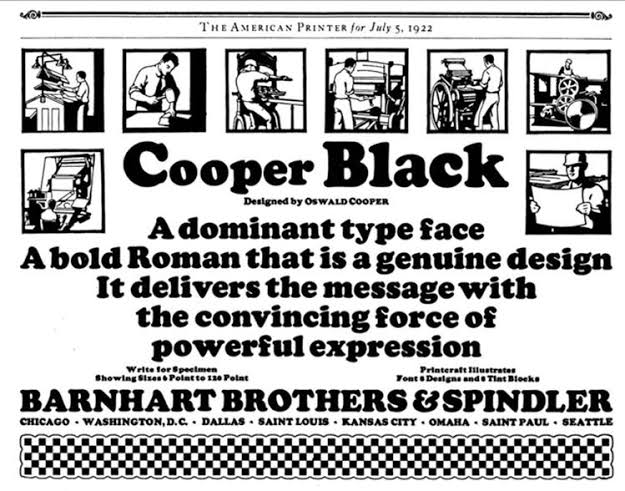 THE AMERICAN PRINTER for July 5, 1922
Cooper Black
Designed by OSWALD COOPER
A dominant type face
A bold Roman that is a genuine design
It delivers the message with
the convincing force of
powerful expression
Write for Specimen
Showing Sizes 6 Point to 120 Point
Printcraft Illustrates
Font 8 Designs and 8 Tint Blocks
BARNHART BROTHERS & SPINDLER
CHICAGO · WASHINGTON, D.C. · DALLAS · SAINT LOUIS · KANSAS CITY · OMAHA · SAINT PAUL · SEATTLE